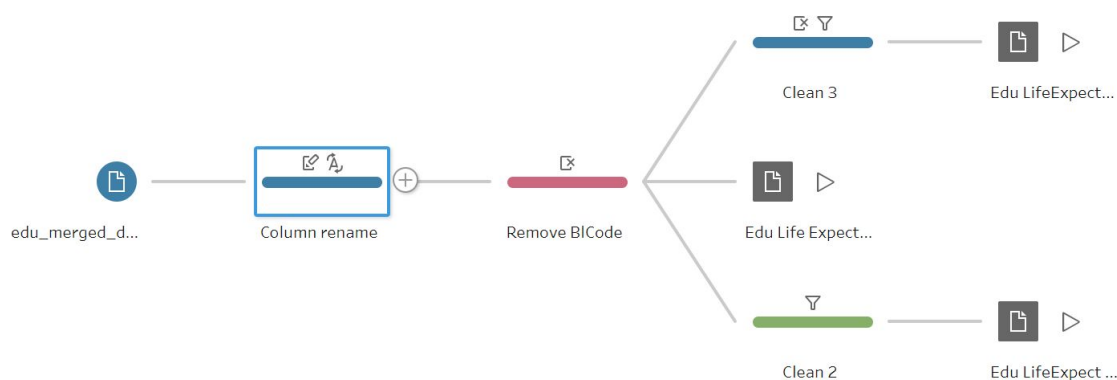 Clean 3
Edu LifeExpect...
edu_merged_d...
Column rename
Remove BlCode
Edu Life Expect...
Clean 2
Edu LifeExpect ...